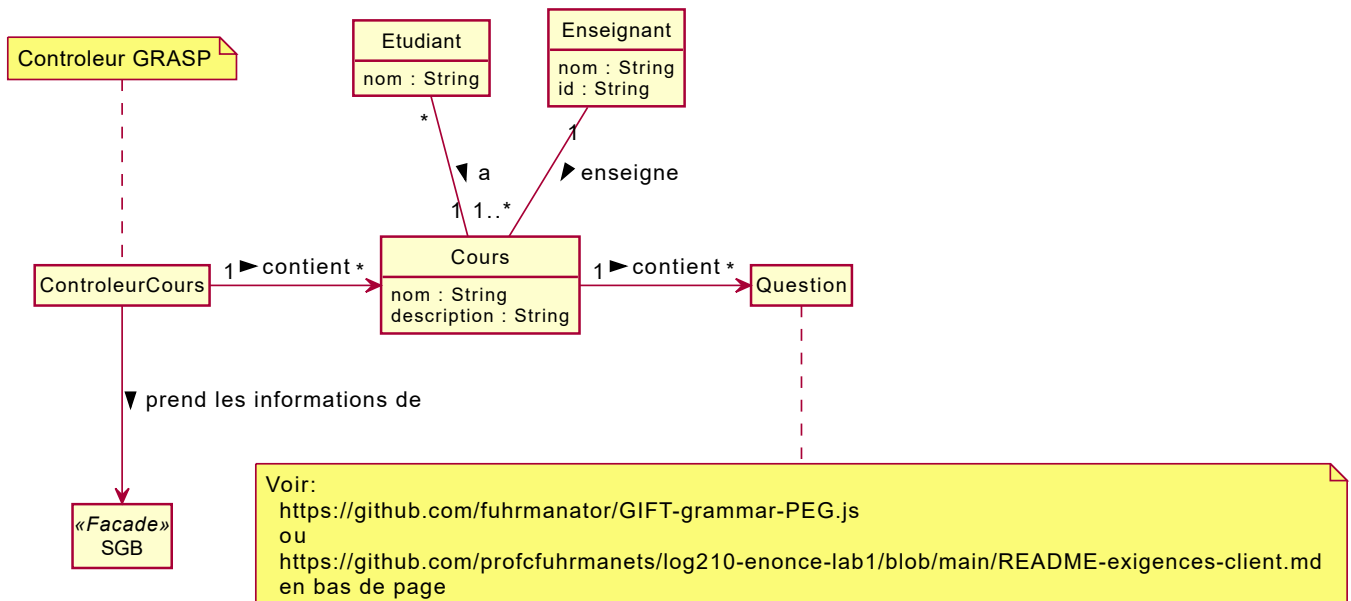 Controleur GRASP
Etudiant
nom : String
Enseignant
nom : String
id : String
*
1
a
enseigne
1 1..*
ControleurCours
1 contient *
Cours
nom : String
description : String
1 contient *
Question
prend les informations de
«Facade»
SGB
Voir:
https://github.com/fuhrmanator/GIFT-grammar-PEG.js
ou
https://github.com/profcfuhrmanets/log210-enonce-lab1/blob/main/README-exigences-client.md
en bas de page